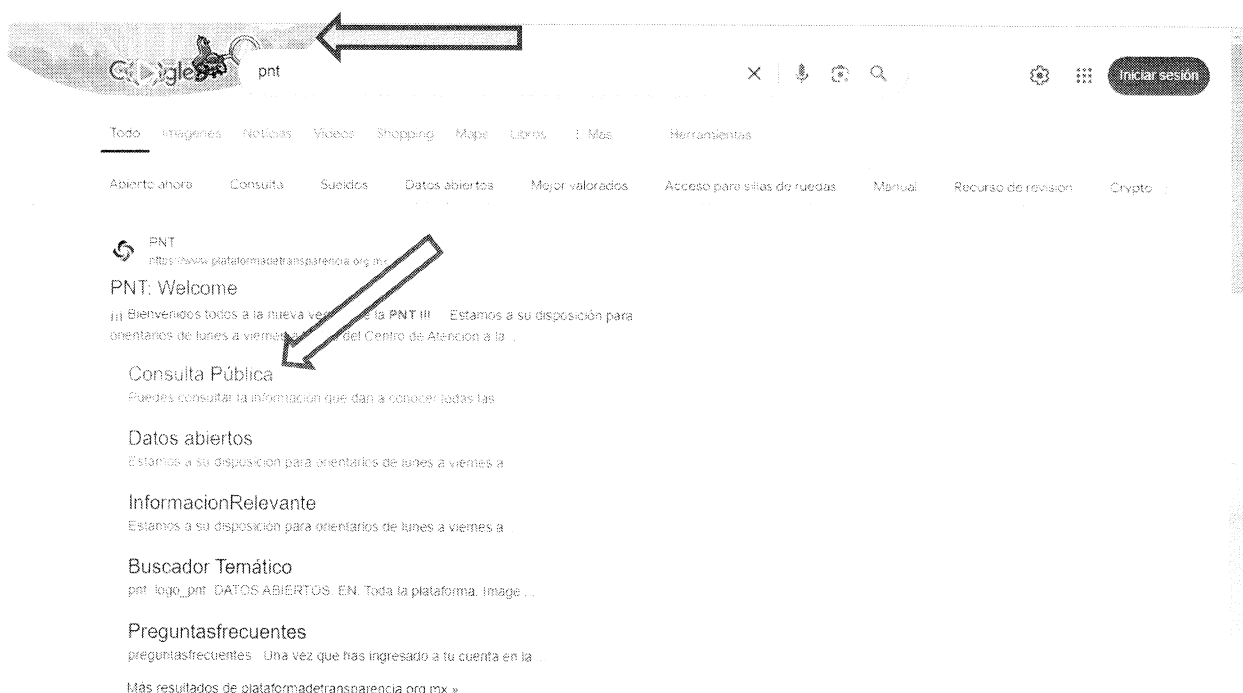 Google
pnt
Iniciar sesión
Todo Imágenes Noticias Videos Shopping Maps Libros Más Herramientas
Abierto ahora Consulta Sueldos Datos abiertos Mejor valorados Acceso para sillas de ruedas Manual Recurso de revisión Crypto
PNT
https://www.plataformadetransparencia.org.mx
PNT: Welcome
¡¡¡ Bienvenidos todos a la nueva la PNT !!! Estamos a su disposición para
orientarlos de lunes a viernes a del Centro de Atención a la ...
Consulta Pública
Puedes consultar la información que dan a conocer todas las
Datos abiertos
Estamos a su disposición para orientarlos de lunes a viernes a
InformacionRelevante
Estamos a su disposición para orientarlos de lunes a viernes a
Buscador Temático
pnt logo_pnt DATOS ABIERTOS. EN. Toda la plataforma. Image ...
Preguntasfrecuentes
preguntasfrecuentes Una vez que has ingresado a tu cuenta en la ...
Más resultados de plataformadetransparencia.org.mx »